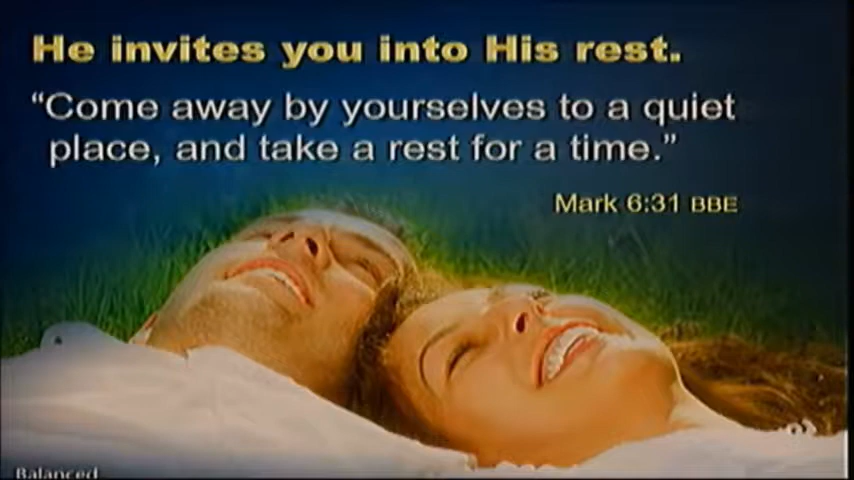 He invites you into His rest.
“Come away by yourselves to a quiet
place, and take a rest for a time.”
Mark 6:31 BBE
Balanced